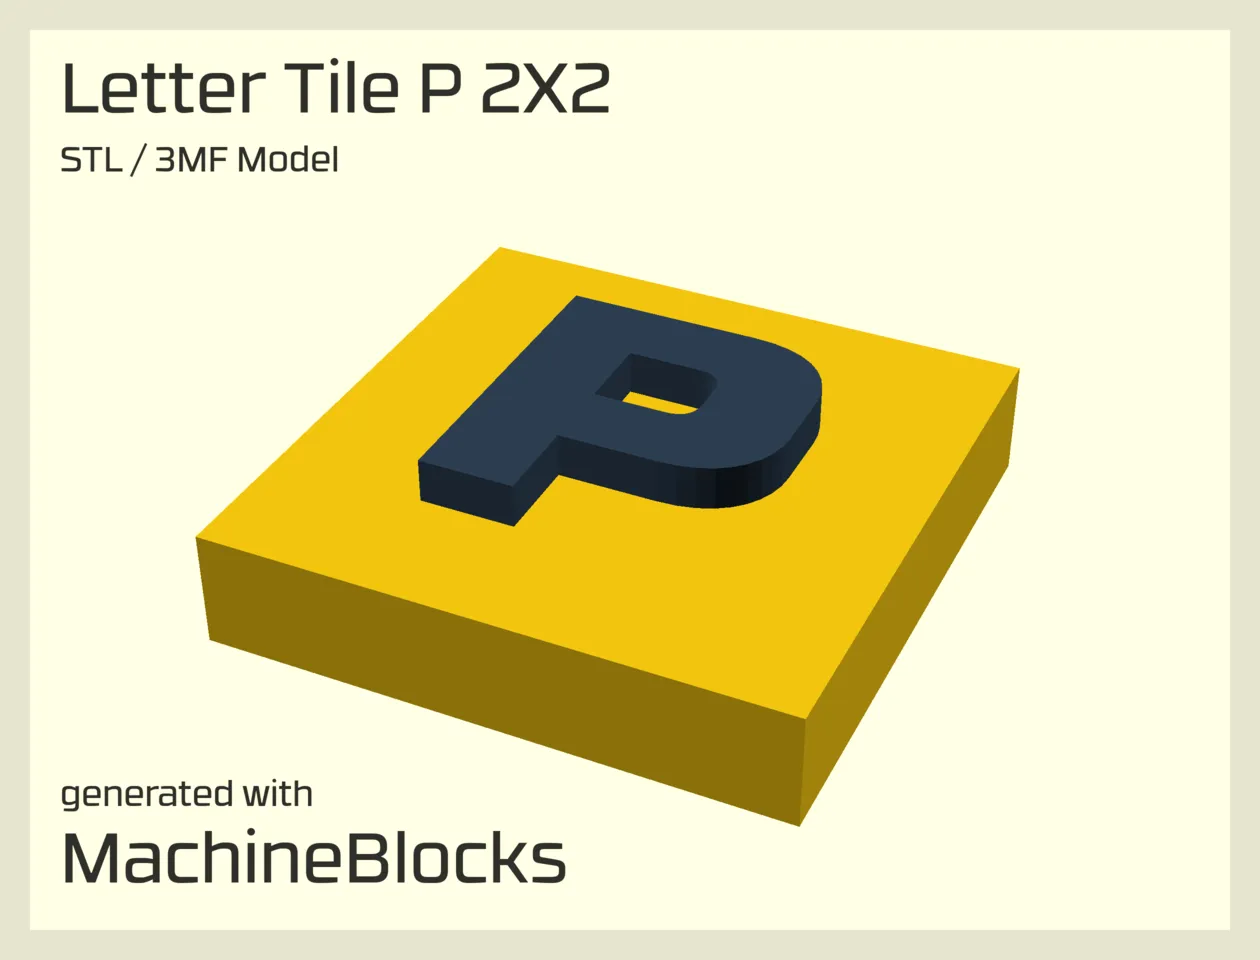 Letter Tile P 2X2
STL / 3MF Model
P
generated with
MachineBlocks